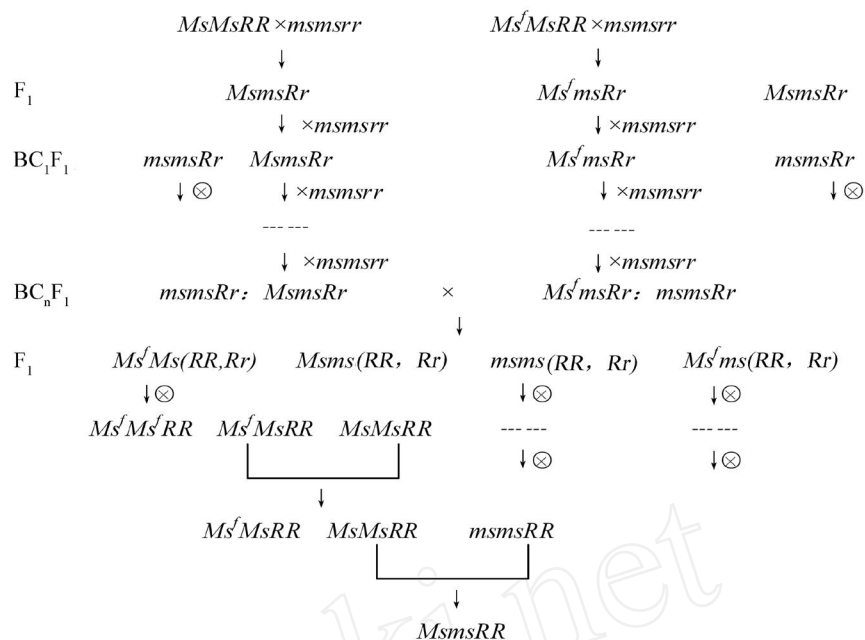 MsMsRR×msmsrr Ms^fMsRR×msmsrr
↓ ↓
F₁ MsmsRr Ms^fmsRr MsmsRr
↓ ×msmsrr ↓ ×msmsrr
BC₁F₁ msmsRr MsmsRr Ms^fmsRr msmsRr
↓ ⊗ ↓ ×msmsrr ↓ ×msmsrr ↓ ⊗
--- --- --- ---
↓ ×msmsrr ↓ ×msmsrr
BCₙF₁ msmsRr： MsmsRr × Ms^fmsRr： msmsRr
↓
F₁ Ms^fMs(RR,Rr) Msms(RR，Rr) msms(RR，Rr) Ms^fms(RR，Rr)
↓ ⊗ ↓ ⊗ ↓ ⊗
Ms^fMs^fRR Ms^fMsRR MsMsRR --- --- --- ---
↓ ⊗ ↓ ⊗
↓
Ms^fMsRR MsMsRR msmsRR
↓
MsmsRR